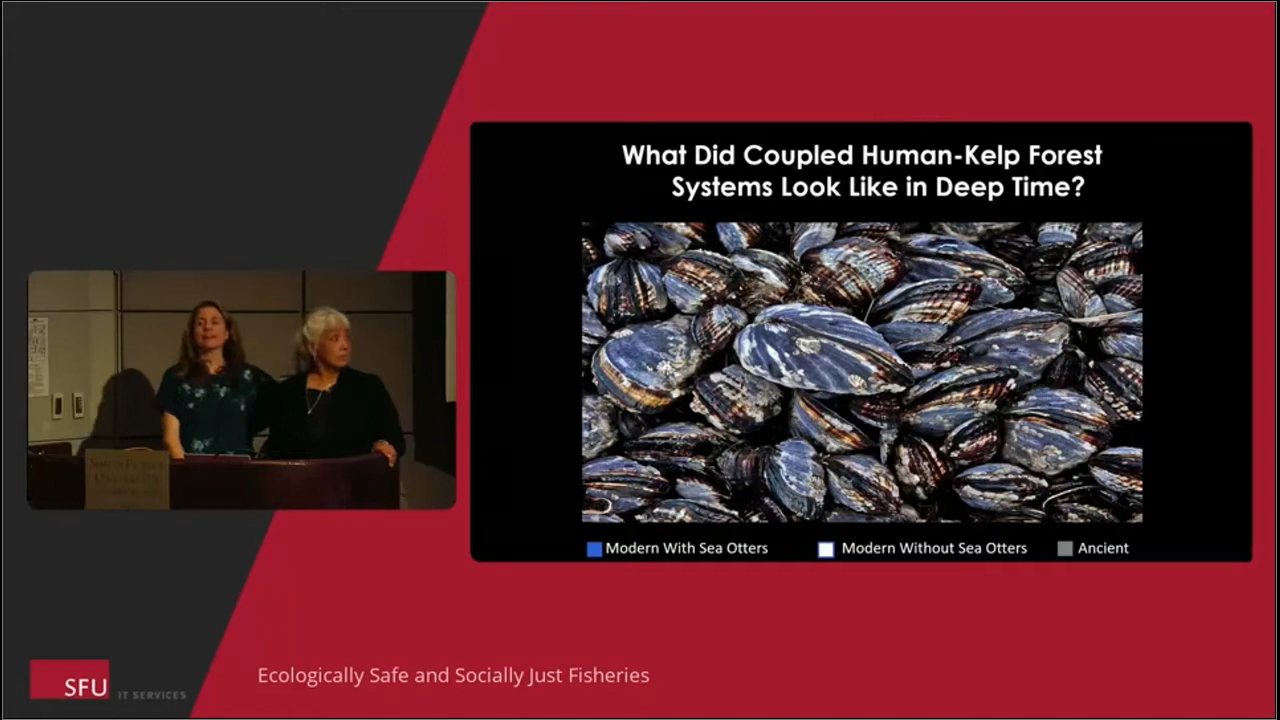 What Did Coupled Human-Kelp Forest
Systems Look Like in Deep Time?
Modern With Sea Otters
Modern Without Sea Otters
Ancient
Ecologically Safe and Socially Just Fisheries
SFU IT SERVICES